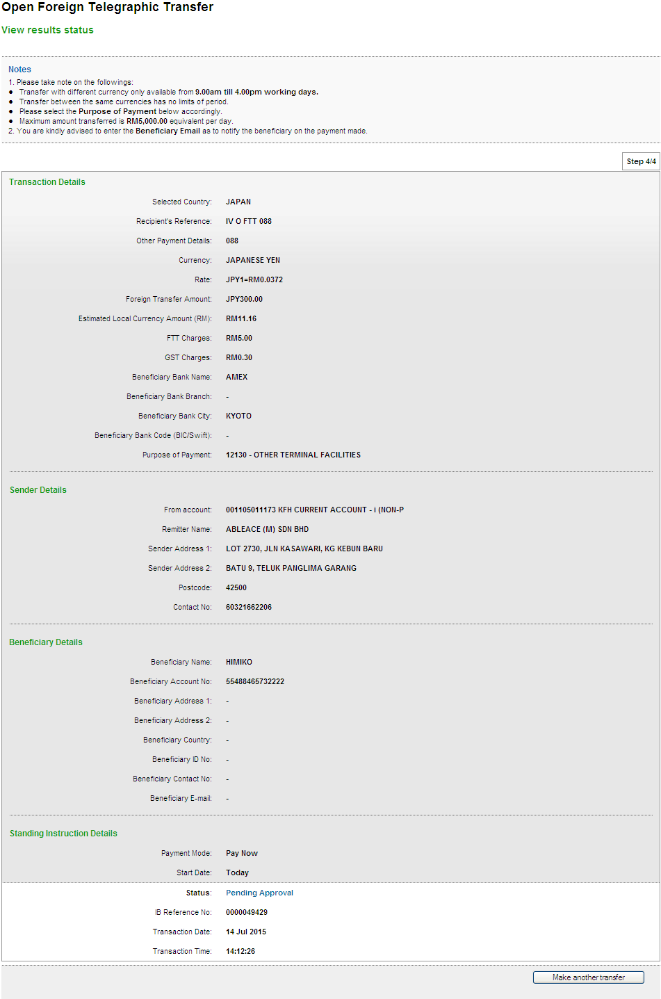 Open Foreign Telegraphic Transfer
View results status
Notes
1. Please take note on the followings:
● Transfer with different currency only available from 9.00am till 4.00pm working days.
● Transfer between the same currencies has no limits of period.
● Please select the Purpose of Payment below accordingly.
● Maximum amount transferred is RM5,000.00 equivalent per day.
2. You are kindly advised to enter the Beneficiary Email as to notify the beneficiary on the payment made.
Step 4/4
Transaction Details
Selected Country: JAPAN
Recipient's Reference: IV O FTT 088
Other Payment Details: 088
Currency: JAPANESE YEN
Rate: JPY1=RM0.0372
Foreign Transfer Amount: JPY300.00
Estimated Local Currency Amount (RM): RM11.16
FTT Charges: RM5.00
GST Charges: RM0.30
Beneficiary Bank Name: AMEX
Beneficiary Bank Branch: -
Beneficiary Bank City: KYOTO
Beneficiary Bank Code (BIC/Swift): -
Purpose of Payment: 12130 - OTHER TERMINAL FACILITIES
Sender Details
From account: 001105011173 KFH CURRENT ACCOUNT - i (NON-P
Remitter Name: ABLEACE (M) SDN BHD
Sender Address 1: LOT 2730, JLN KASAWARI, KG KEBUN BARU
Sender Address 2: BATU 9, TELUK PANGLIMA GARANG
Postcode: 42500
Contact No: 60321662206
Beneficiary Details
Beneficiary Name: HIMIKO
Beneficiary Account No: 55488465732222
Beneficiary Address 1: -
Beneficiary Address 2: -
Beneficiary Country: -
Beneficiary ID No: -
Beneficiary Contact No: -
Beneficiary E-mail: -
Standing Instruction Details
Payment Mode: Pay Now
Start Date: Today
Status: Pending Approval
IB Reference No: 0000049429
Transaction Date: 14 Jul 2015
Transaction Time: 14:12:26
Make another transfer